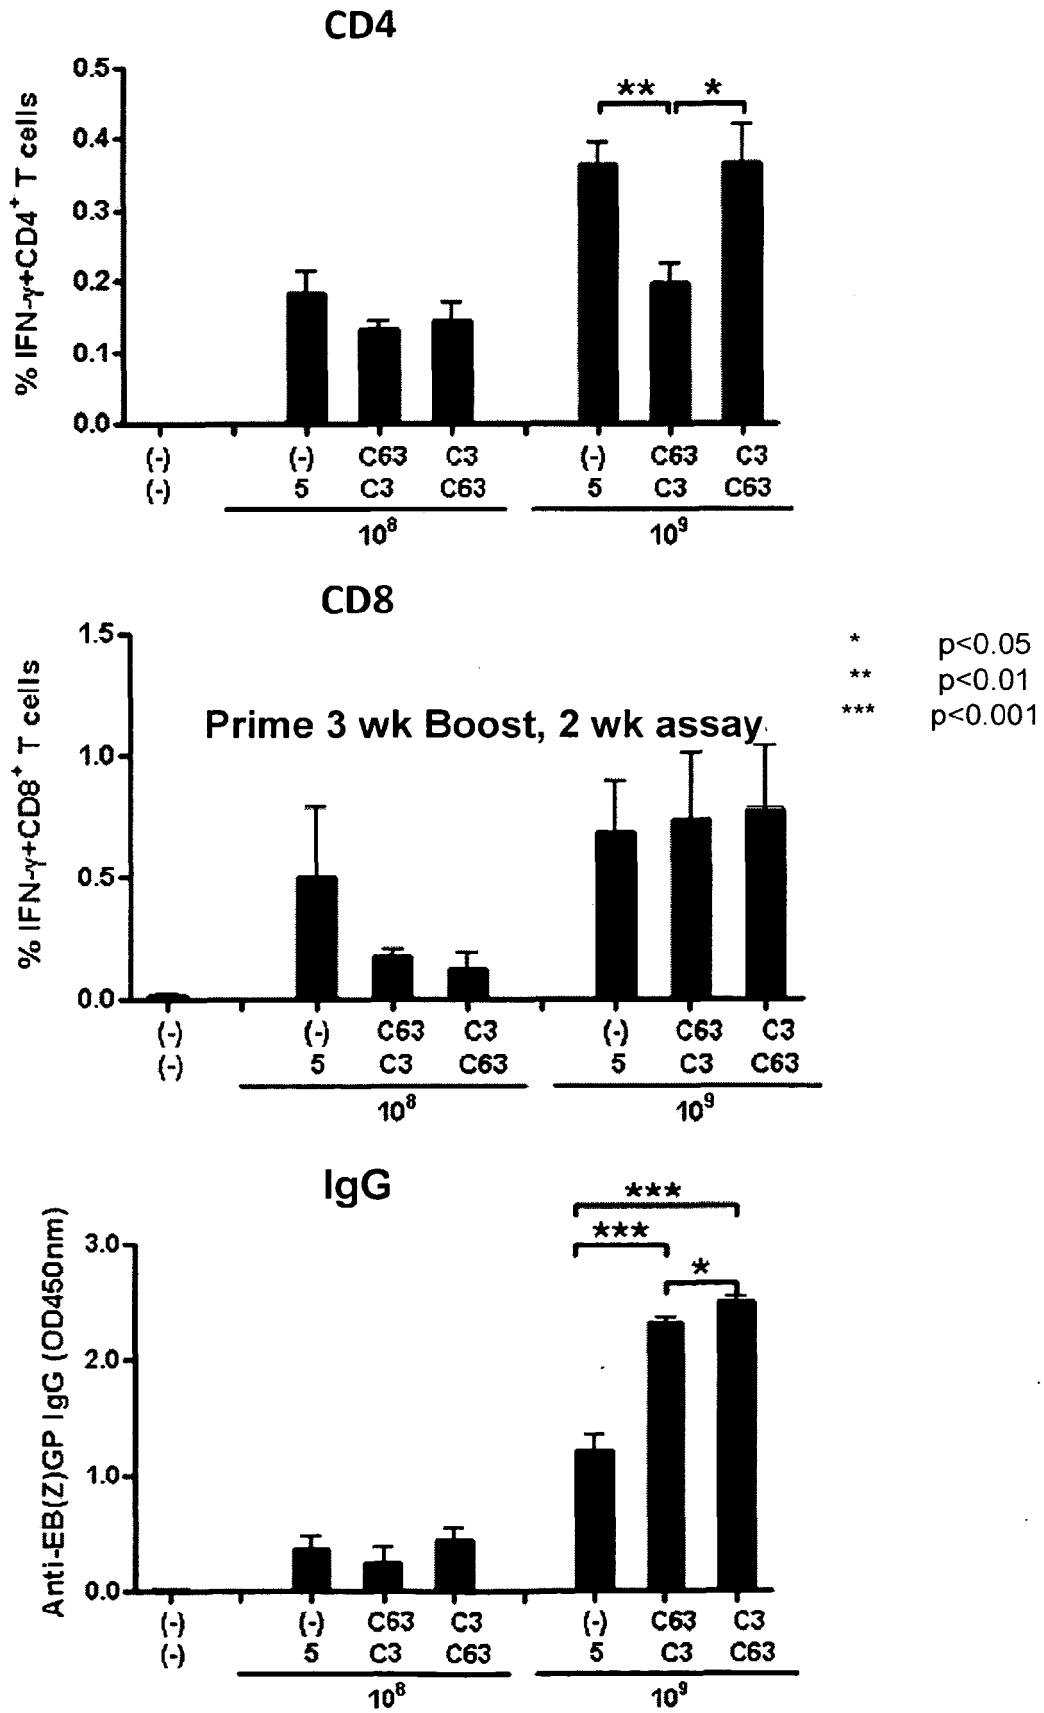 CD4
% IFN-γ+CD4⁺ T cells
0.5
0.4
0.3
0.2
0.1
0.0
** *
(-) (-) C63 C3 (-) C63 C3
(-) 5 C3 C63 5 C3 C63
10⁸ 10⁹
CD8
% IFN-γ+CD8⁺ T cells
1.5
1.0
0.5
0.0
* p<0.05
** p<0.01
*** p<0.001
Prime 3 wk Boost, 2 wk assay
(-) (-) C63 C3 (-) C63 C3
(-) 5 C3 C63 5 C3 C63
10⁸ 10⁹
IgG
Anti-EB(Z)GP IgG (OD450nm)
3.0
2.0
1.0
0.0
***
***
*
(-) (-) C63 C3 (-) C63 C3
(-) 5 C3 C63 5 C3 C63
10⁸ 10⁹